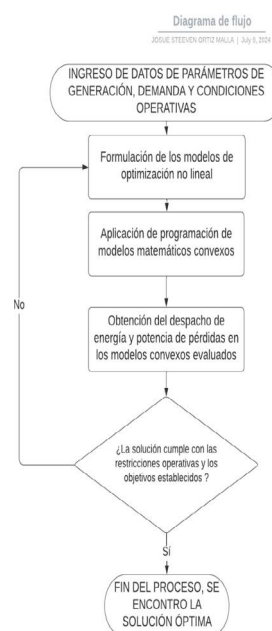 Diagrama de flujo
JOSUE STEEVEN ORTIZ MALLA | July 9, 2024
INGRESO DE DATOS DE PARÁMETROS DE
GENERACIÓN, DEMANDA Y CONDICIONES
OPERATIVAS
Formulación de los modelos de
optimización no lineal
Aplicación de programación de
modelos matemáticos convexos
Obtención del despacho de
energía y potencia de pérdidas en
los modelos convexos evaluados
No
¿La solución cumple con las
restricciones operativas y los
objetivos establecidos ?
Sí
FIN DEL PROCESO, SE
ENCONTRO LA
SOLUCIÓN ÓPTIMA